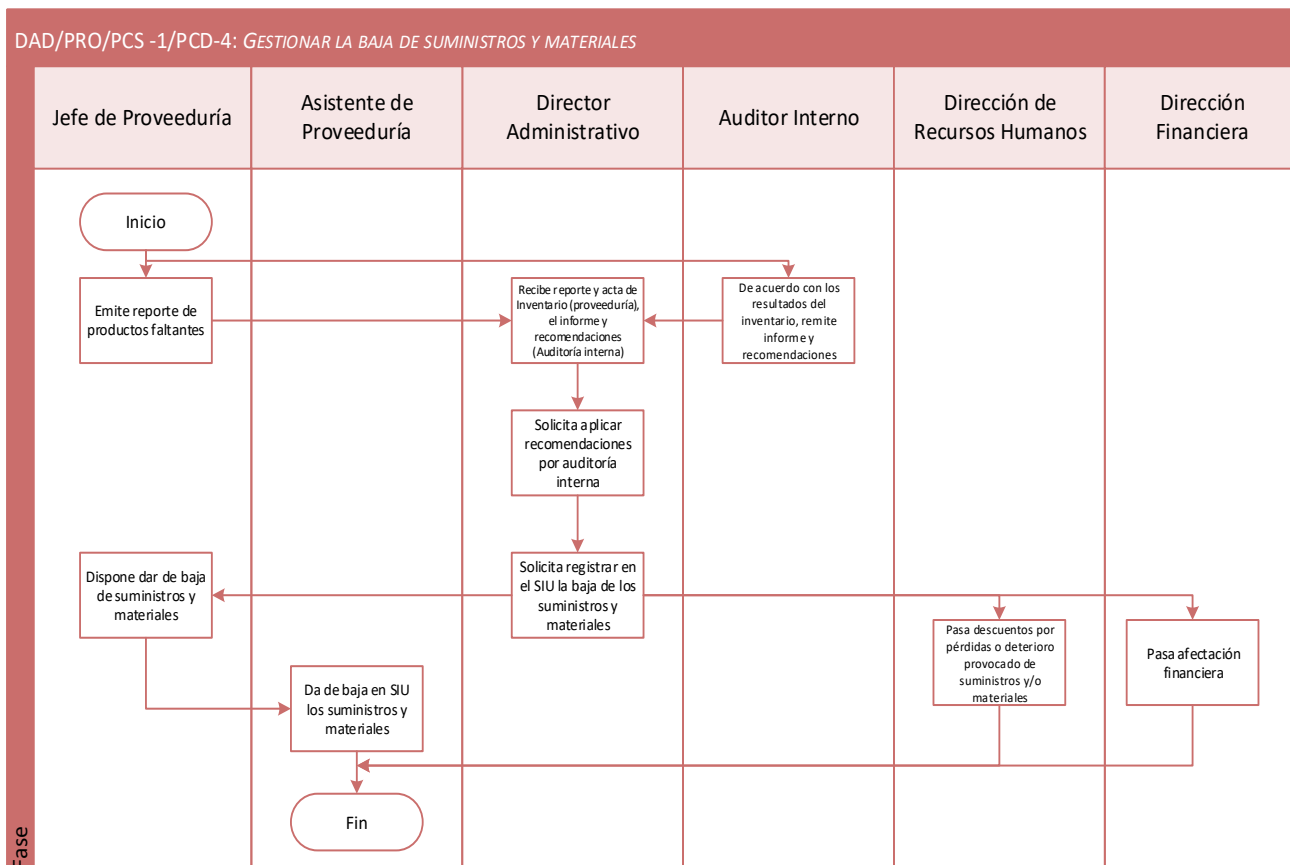 DAD/PRO/PCS -1/PCD-4: GESTIONAR LA BAJA DE SUMINISTROS Y MATERIALES
Jefe de Proveeduría
Asistente de
Proveeduría
Director
Administrativo
Auditor Interno
Dirección de
Recursos Humanos
Dirección
Financiera
Inicio
Emite reporte de
productos faltantes
Recibe reporte y acta de
Inventario (proveeduría),
el informe y
recomendaciones
(Auditoría interna)
De acuerdo con los
resultados del
inventario, remite
informe y
recomendaciones
Solicita aplicar
recomendaciones
por auditoría
interna
Dispone dar de baja
de suministros y
materiales
Solicita registrar en
el SIU la baja de los
suministros y
materiales
Pasa descuentos por
pérdidas o deterioro
provocado de
suministros y/o
materiales
Pasa afectación
financiera
Da de baja en SIU
los suministros y
materiales
Fin
Fase